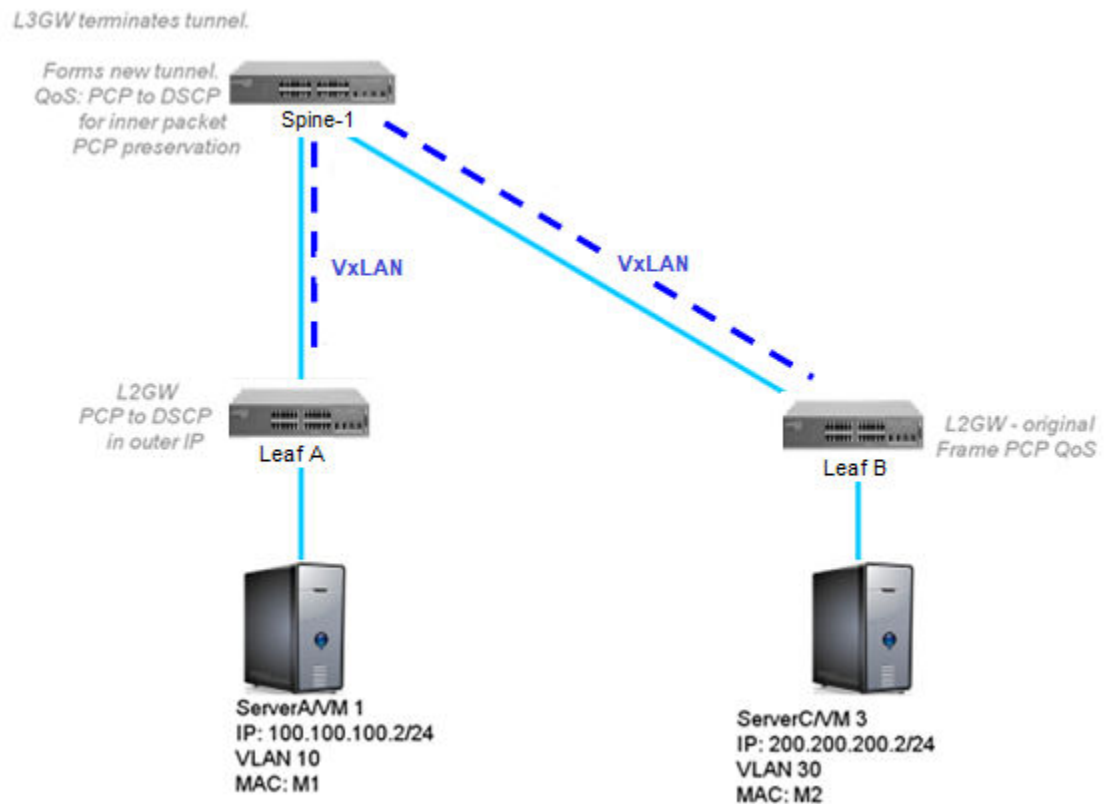 L3GW terminates tunnel.
Forms new tunnel.
QoS: PCP to DSCP
for inner packet
PCP preservation
Spine-1
VxLAN
VxLAN
L2GW
PCP to DSCP
in outer IP
Leaf A
Leaf B
L2GW - original
Frame PCP QoS
ServerA/VM 1
IP: 100.100.100.2/24
VLAN 10
MAC: M1
ServerC/VM 3
IP: 200.200.200.2/24
VLAN 30
MAC: M2